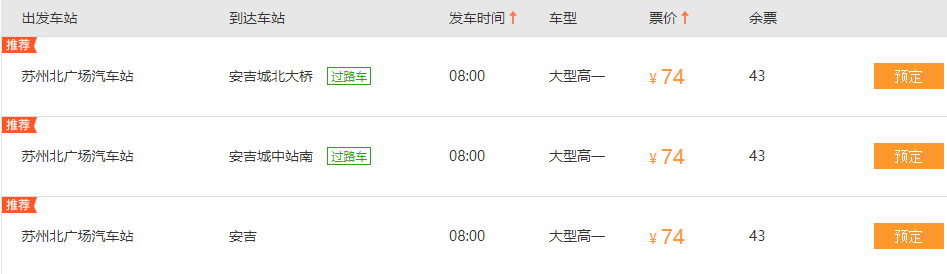 出发车站 到达车站 发车时间 车型 票价 余票
推荐
苏州北广场汽车站 安吉城北大桥 过路车 08:00 大型高一 ¥ 74 43 预定
推荐
苏州北广场汽车站 安吉城中站南 过路车 08:00 大型高一 ¥ 74 43 预定
推荐
苏州北广场汽车站 安吉 08:00 大型高一 ¥ 74 43 预定